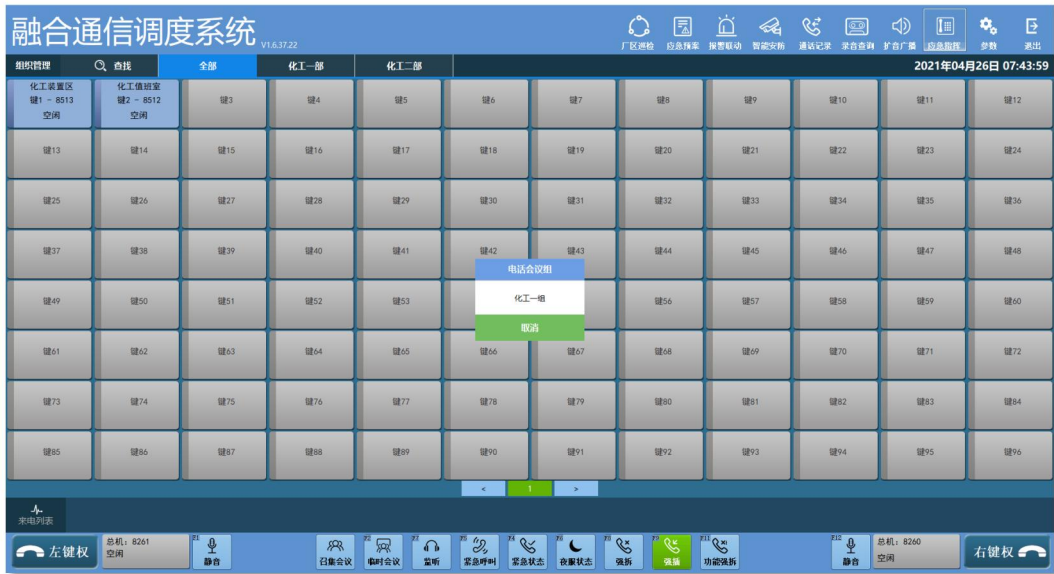 融合通信调度系统 V1.6.37.22
厂区巡检 应急预案 报警联动 智能安防 通话记录 录音查询 扩音广播 应急指挥 参数 退出
组织管理 查找 全部 化工一部 化工二部 2021年04月26日 07:43:59
化工装置区 化工值班室
键1 - 8513 键2 - 8512 键3 键4 键5 键6 键7 键8 键9 键10 键11 键12
空闲 空闲
键13 键14 键15 键16 键17 键18 键19 键20 键21 键22 键23 键24
键25 键26 键27 键28 键29 键30 键31 键32 键33 键34 键35 键36
键37 键38 键39 键40 键41 键42 键43 键44 键45 键46 键47 键48
电话会议组
键49 键50 键51 键52 键53 化工一组 键56 键57 键58 键59 键60
取消
键61 键62 键63 键64 键65 键66 键67 键68 键69 键70 键71 键72
键73 键74 键75 键76 键77 键78 键79 键80 键81 键82 键83 键84
键85 键86 键87 键88 键89 键90 键91 键92 键93 键94 键95 键96
< 1 >
来电列表
左键权 总机: 8261 空闲 静音 召集会议 临时会议 监听 紧急呼叫 紧急状态 夜服状态 强拆 强插 功能强拆 F12 静音 总机: 8260 空闲 右键权